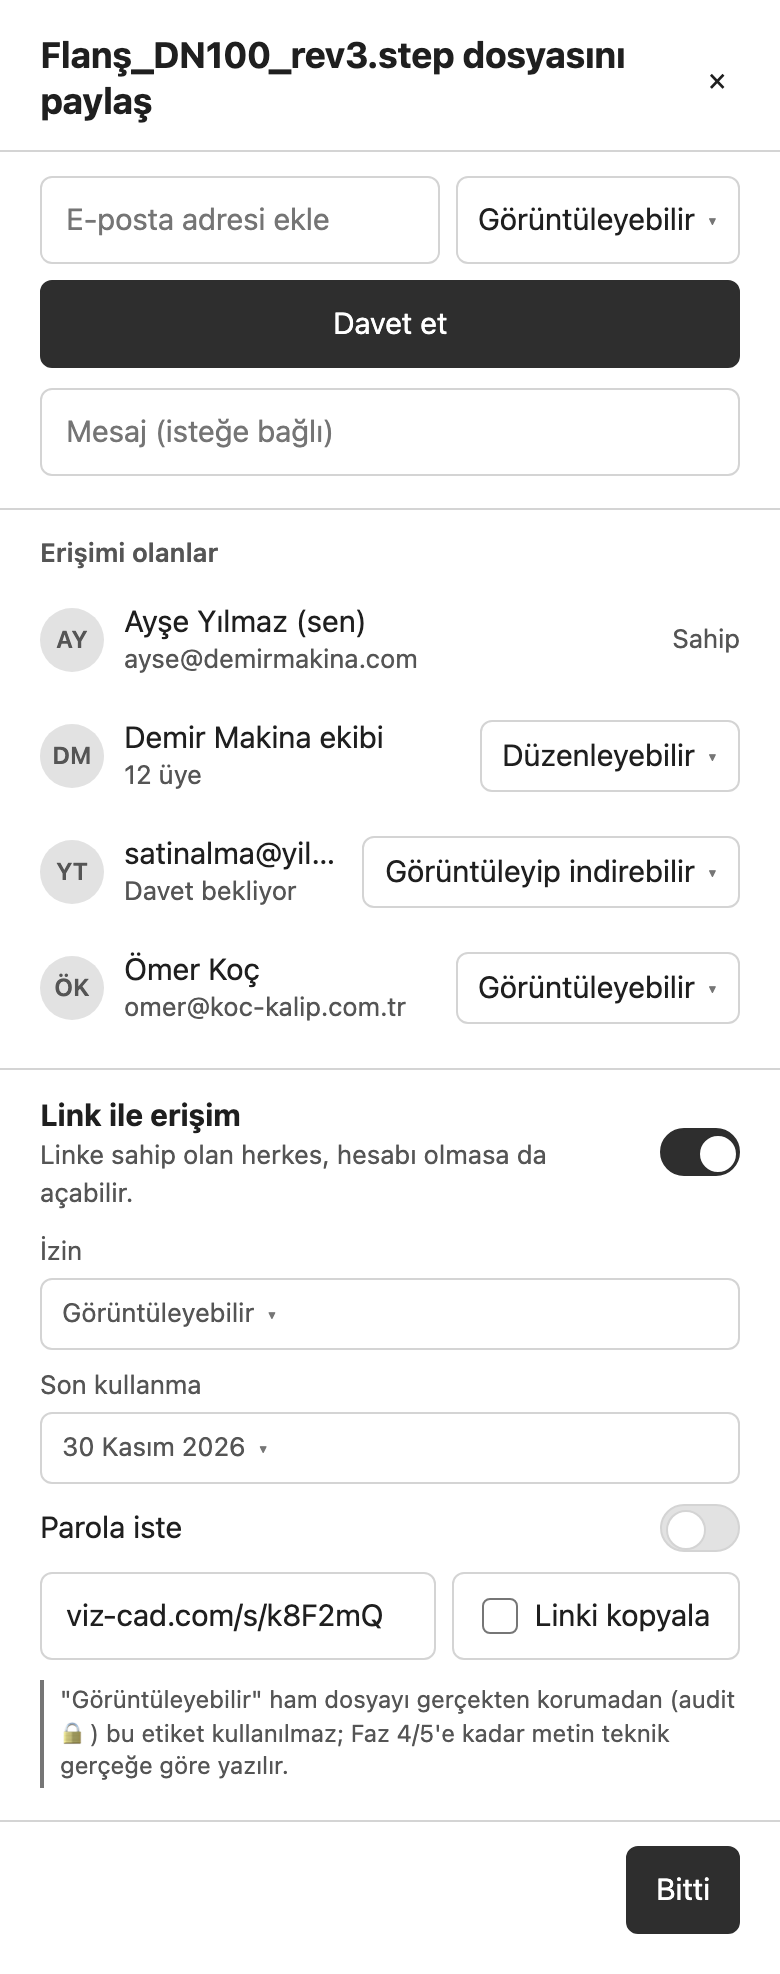 Flanş_DN100_rev3.step dosyasını
paylaş
×
E-posta adresi ekle
Görüntüleyebilir ▾
Davet et
Mesaj (isteğe bağlı)
Erişimi olanlar
AY
Ayşe Yılmaz (sen)
ayse@demirmakina.com
Sahip
DM
Demir Makina ekibi
12 üye
Düzenleyebilir ▾
YT
satinalma@yil...
Davet bekliyor
Görüntüleyip indirebilir ▾
ÖK
Ömer Koç
omer@koc-kalip.com.tr
Görüntüleyebilir ▾
Link ile erişim
Linke sahip olan herkes, hesabı olmasa da
açabilir.
İzin
Görüntüleyebilir ▾
Son kullanma
30 Kasım 2026 ▾
Parola iste
viz-cad.com/s/k8F2mQ
Linki kopyala
"Görüntüleyebilir" ham dosyayı gerçekten korumadan (audit
🔒 ) bu etiket kullanılmaz; Faz 4/5'e kadar metin teknik
gerçeğe göre yazılır.
Bitti